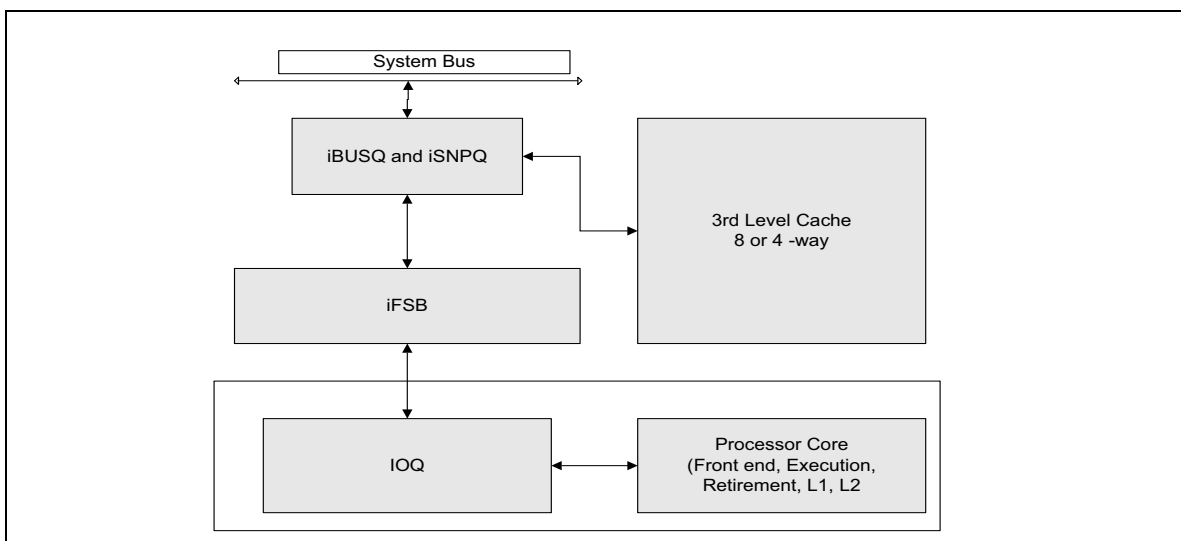 System Bus
iBUSQ and iSNPQ
3rd Level Cache
8 or 4 -way
iFSB
IOQ
Processor Core
(Front end, Execution,
Retirement, L1, L2